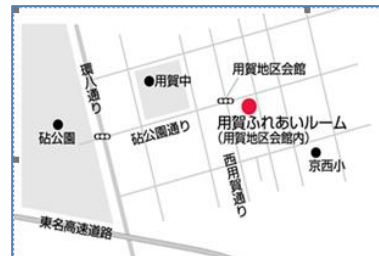 環八通り
用賀中
用賀地区会館
砧公園
砧公園通り
用賀ふれあいルーム
(用賀地区会館内)
西用賀通り
京西小
東名高速道路